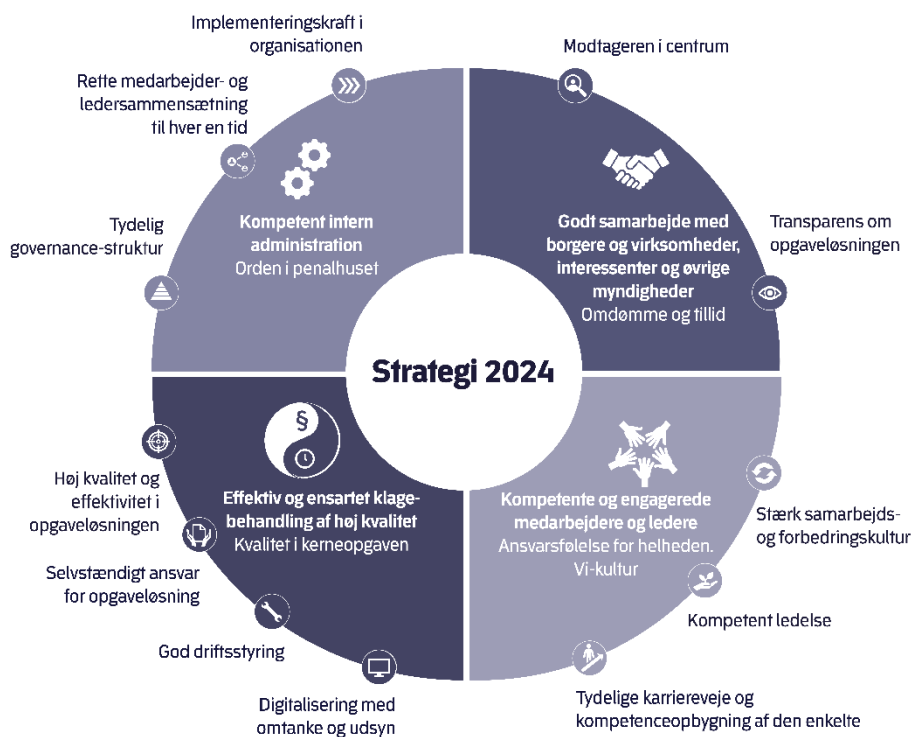 Implementeringskraft i
organisationen
Rette medarbejder- og
ledersammensætning
til hver en tid
Tydelig
governance-struktur
Kompetent intern
administration
Orden i penalhuset
Modtageren i centrum
Transparens om
opgaveløsningen
Godt samarbejde med
borgere og virksomheder,
interessenter og øvrige
myndigheder
Omdømme og tillid
Strategi 2024
§
Effektiv og ensartet klage-
behandling af høj kvalitet
Kvalitet i kerneopgaven
Høj kvalitet og
effektivitet i
opgaveløsningen
Selvstændigt ansvar
for opgaveløsning
God driftsstyring
Digitalisering med
omtanke og udsyn
Kompetente og engagerede
medarbejdere og ledere
Ansvarsfølelse for helheden.
Vi-kultur
Stærk samarbejds-
og forbedringskultur
Kompetent ledelse
Tydelige karriereveje og
kompetenceopbygning af den enkelte